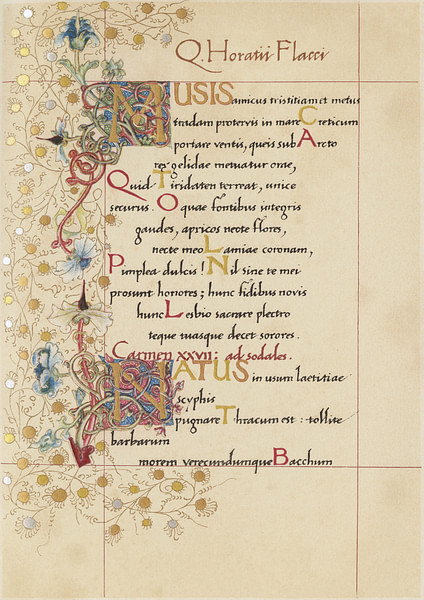 Q. Horatii Flacci
MUSIS amicus tristitiam et metus
tradam protervis in mare Creticum
portare ventis, queis sub Arcto
rex gelidae metuatur orae,
Quid Tiridaten terreat, unice
securus. O quae fontibus integris
gaudes, apricos necte flores,
necte meo Lamiae coronam,
Pimplea dulcis! Nil sine te mei
prosunt honores; hunc fidibus novis
hunc Lesbio sacrare plectro
teque tuasque decet sorores.
Carmen xxvii: ad sodales.
NATUS in usum laetitiae
scyphis
pugnare Thracum est: tollite
barbarum
morem verecundumque Bacchum